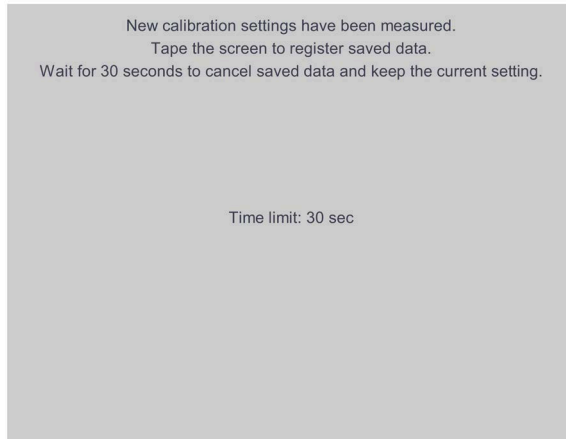 New calibration settings have been measured.
Tape the screen to register saved data.
Wait for 30 seconds to cancel saved data and keep the current setting.
Time limit: 30 sec